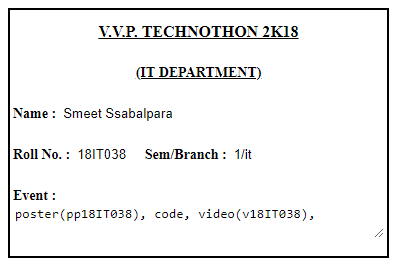 V.V.P. TECHNOTHON 2K18
(IT DEPARTMENT)
Name : Smeet Ssabalpara
Roll No. : 18IT038 Sem/Branch : 1/it
Event :
poster(pp18IT038), code, video(v18IT038),